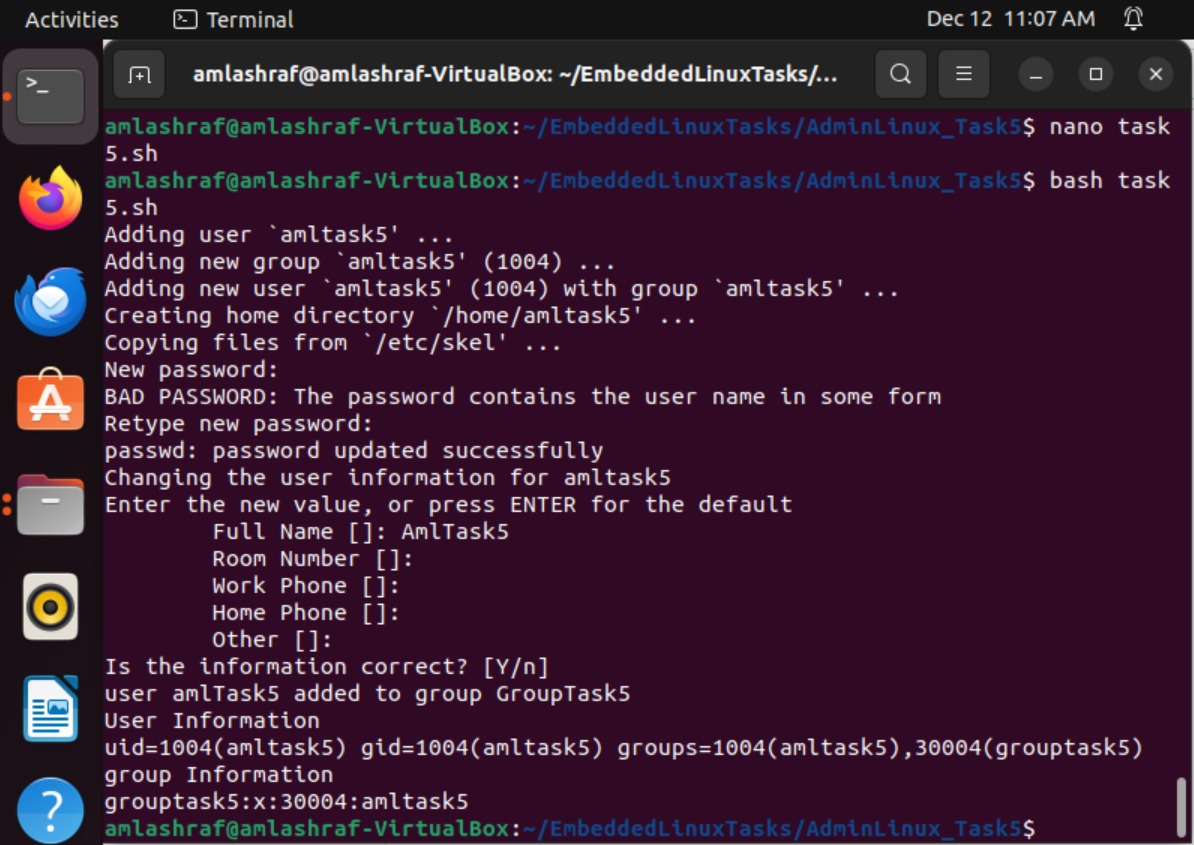 Activities Terminal Dec 12 11:07 AM
amlashraf@amlashraf-VirtualBox: ~/EmbeddedLinuxTasks/...
amlashraf@amlashraf-VirtualBox:~/EmbeddedLinuxTasks/AdminLinux_Task5$ nano task
5.sh
amlashraf@amlashraf-VirtualBox:~/EmbeddedLinuxTasks/AdminLinux_Task5$ bash task
5.sh
Adding user `amltask5' ...
Adding new group `amltask5' (1004) ...
Adding new user `amltask5' (1004) with group `amltask5' ...
Creating home directory `/home/amltask5' ...
Copying files from `/etc/skel' ...
New password:
BAD PASSWORD: The password contains the user name in some form
Retype new password:
passwd: password updated successfully
Changing the user information for amltask5
Enter the new value, or press ENTER for the default
Full Name []: AmlTask5
Room Number []:
Work Phone []:
Home Phone []:
Other []:
Is the information correct? [Y/n]
user amlTask5 added to group GroupTask5
User Information
uid=1004(amltask5) gid=1004(amltask5) groups=1004(amltask5),30004(grouptask5)
group Information
grouptask5:x:30004:amltask5
amlashraf@amlashraf-VirtualBox:~/EmbeddedLinuxTasks/AdminLinux_Task5$